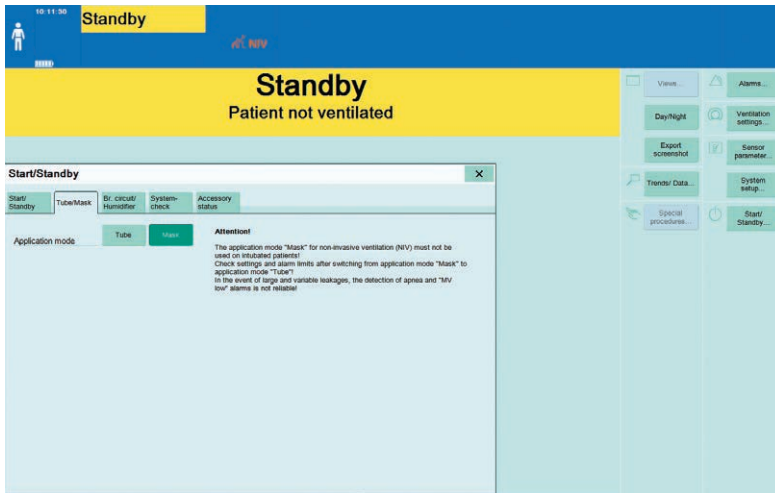 10:11:30
Standby
NIV
Standby
Patient not ventilated
Views...
Alarms...
Day/Night
Ventilation
settings...
Export
screenshot
Sensor
parameter...
Trends/ Data...
System
setup...
Special
procedures...
Start/
Standby...
Start/Standby
X
Start/
Standby
Tube/Mask
Br. circuit/
Humidifier
System-
check
Accessory
status
Application mode
Tube
Mask
Attention!
The application mode "Mask" for non-invasive ventilation (NIV) must not be
used on intubated patients!
Check settings and alarm limits after switching from application mode "Mask" to
application mode "Tube"!
In the event of large and variable leakages, the detection of apnea and "MV
low" alarms is not reliable!